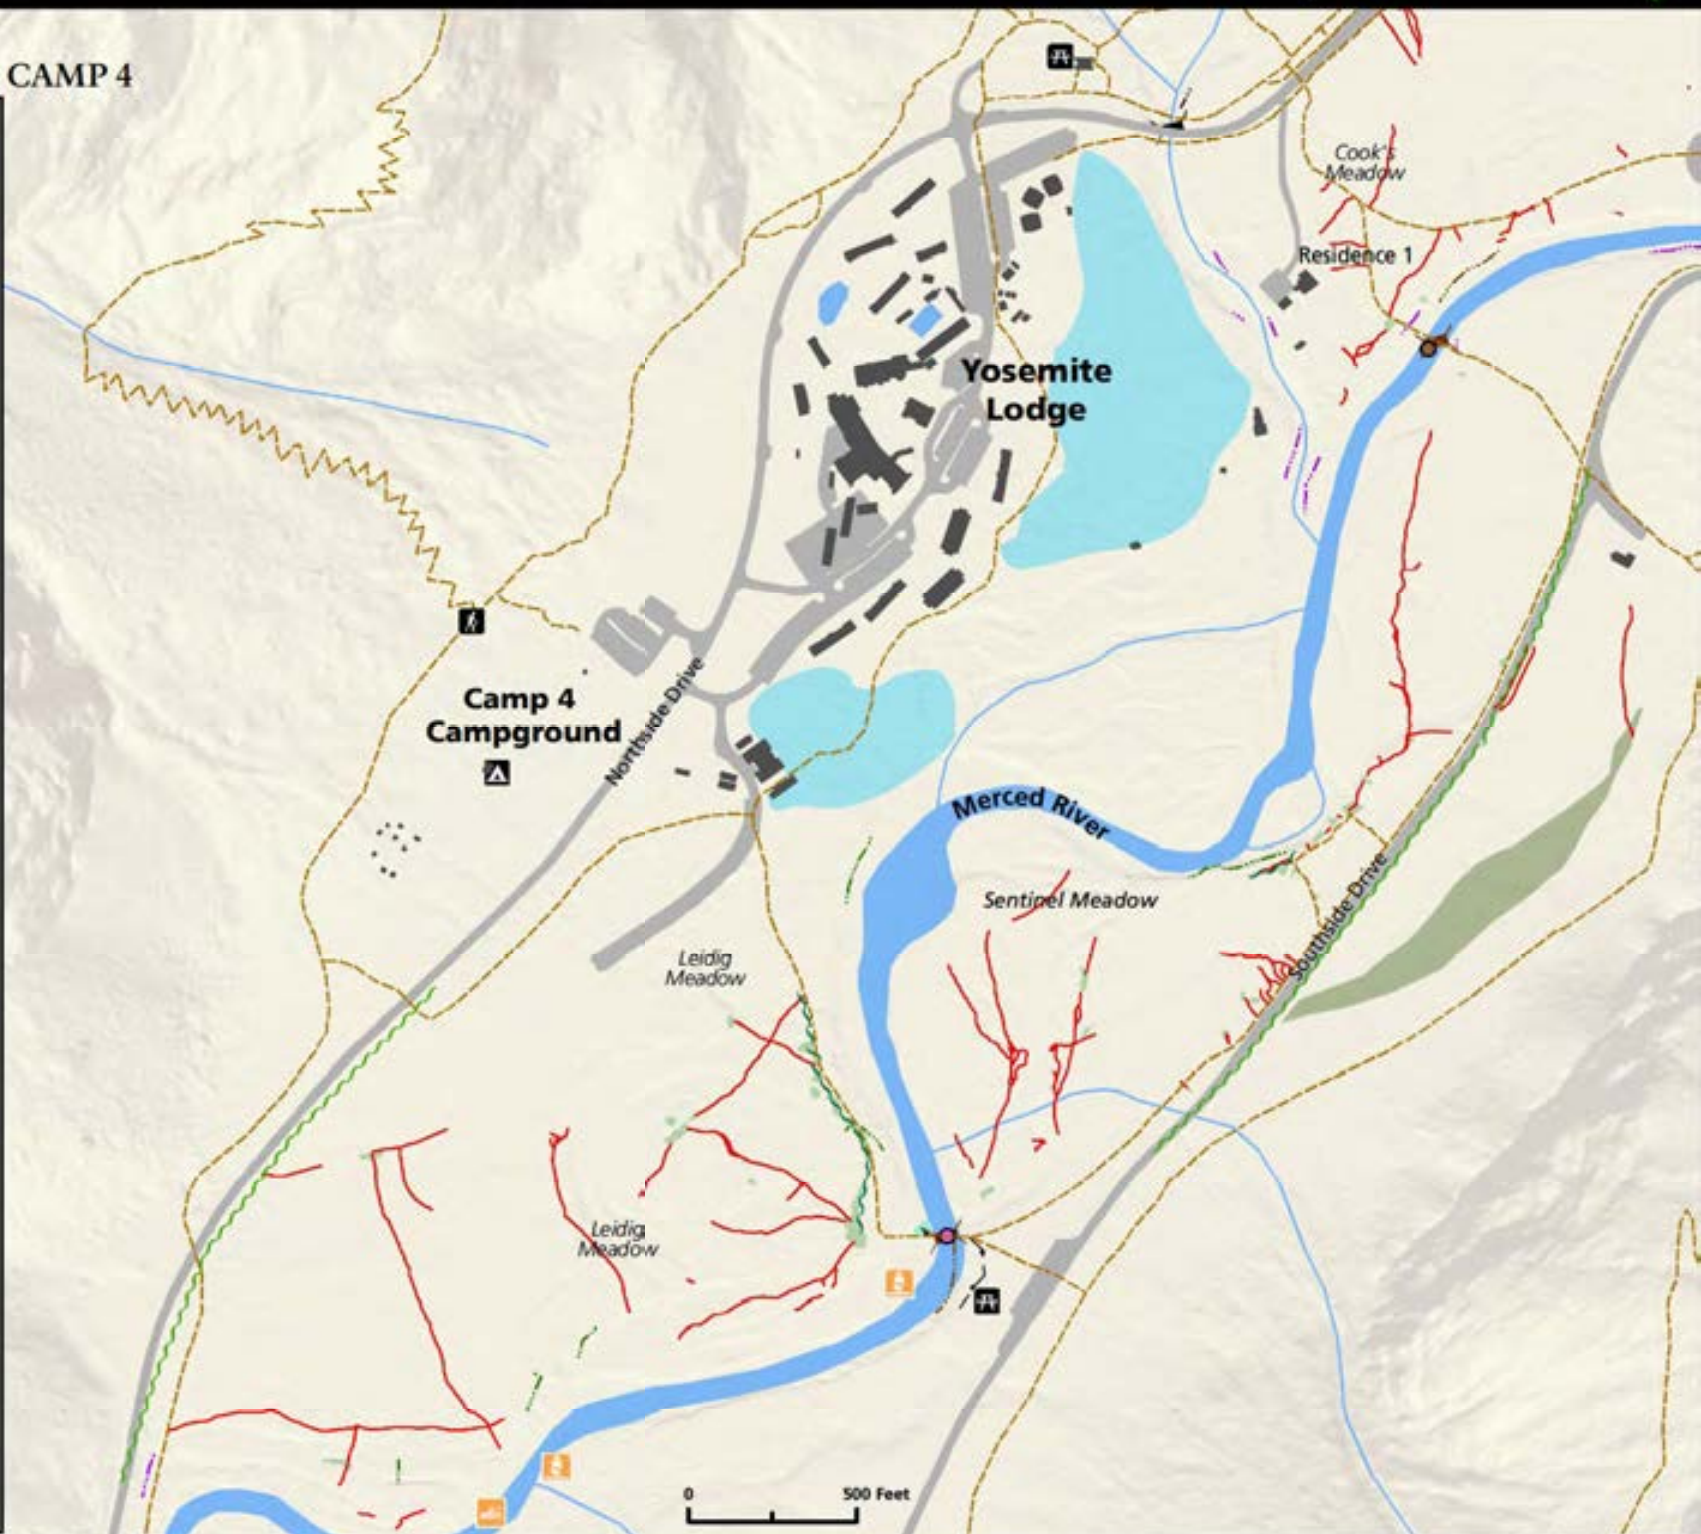 CAMP 4
Cook's
Meadow
Residence 1
Yosemite
Lodge
Camp 4
Campground
Northside Drive
Merced River
Sentinel Meadow
Southside Drive
Leidig
Meadow
Leidig
Meadow
0 500 Feet